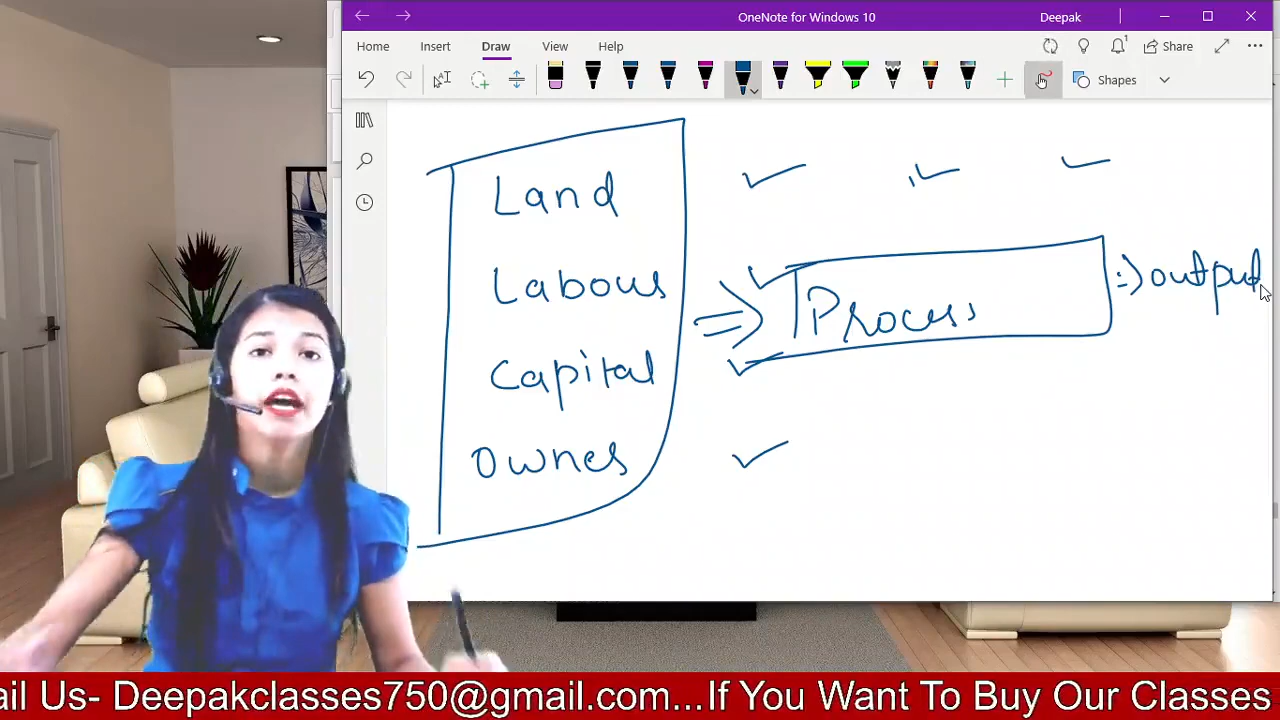 OneNote for Windows 10
Deepak
Home Insert Draw View Help
Share
Shapes
Land
Labour
Process
:⇒ output
Capital
Owner
ail Us- Deepakclasses750@gmail.com...If You Want To Buy Our Classes